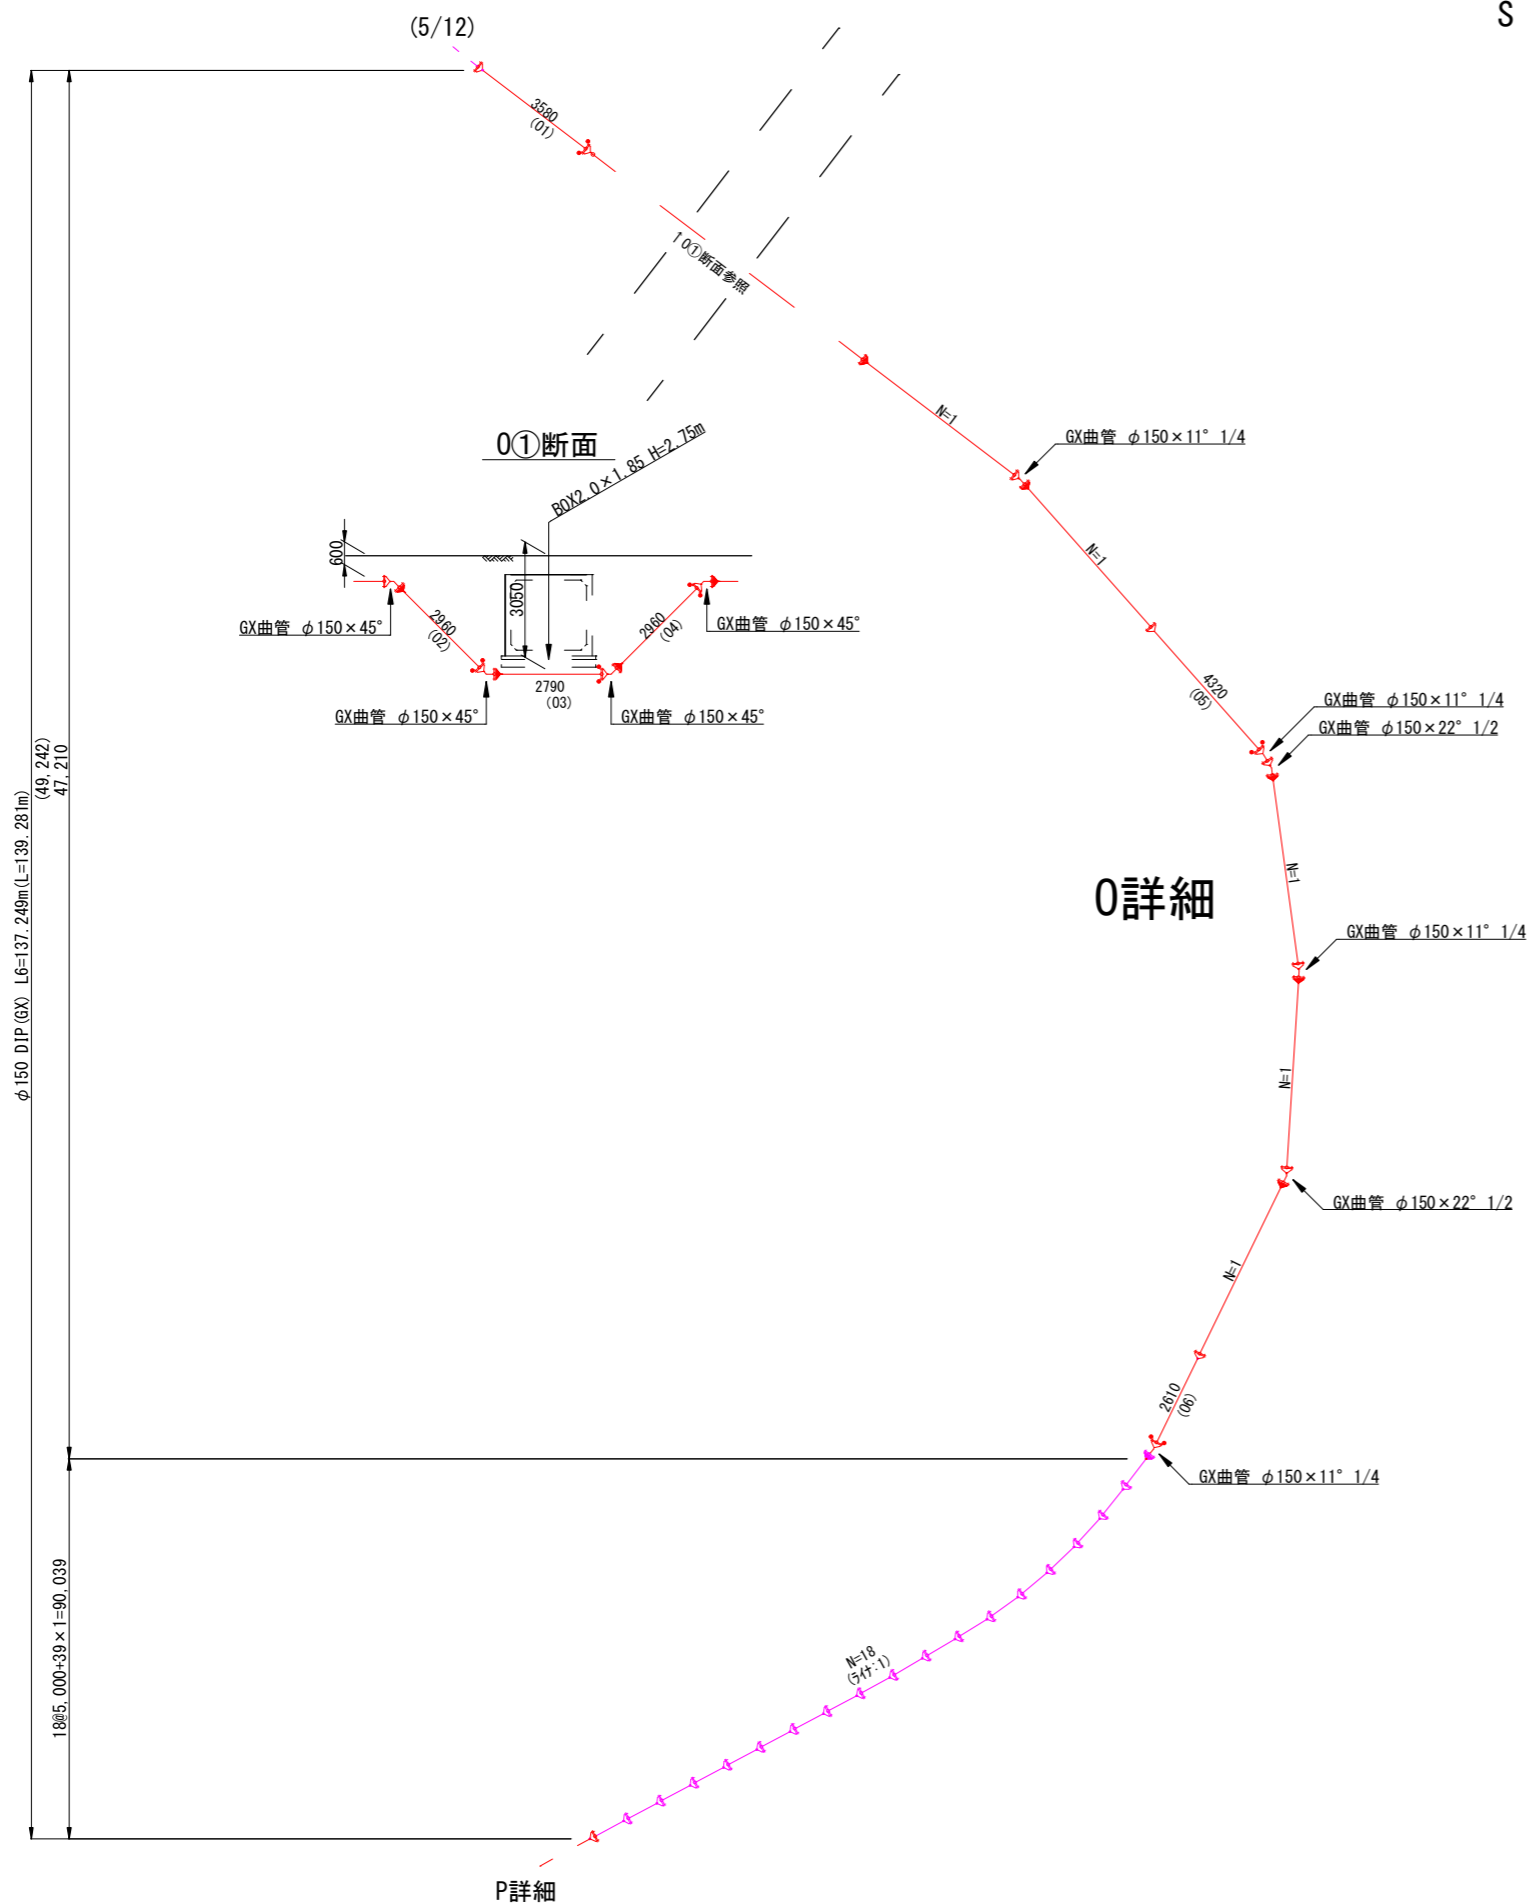 S
(5/12)
3580
(01)
↑0①断面参照
N=1
GX曲管 φ150×11° 1/4
0①断面
BOX2.0×1.85 H=2.75m
600
3050
2960
(02)
2960
(04)
GX曲管 φ150×45°
GX曲管 φ150×45°
2790
(03)
GX曲管 φ150×45°
GX曲管 φ150×45°
N=1
4320
(05)
GX曲管 φ150×11° 1/4
GX曲管 φ150×22° 1/2
(49,242)
47,210
φ150 DIP(GX) L6=137.249m(L=139.281m)
N=1
0詳細
GX曲管 φ150×11° 1/4
N=1
GX曲管 φ150×22° 1/2
N=1
2610
(06)
GX曲管 φ150×11° 1/4
18@5,000+39×1=90,039
N=18
(ﾗｲﾅ:1)
P詳細